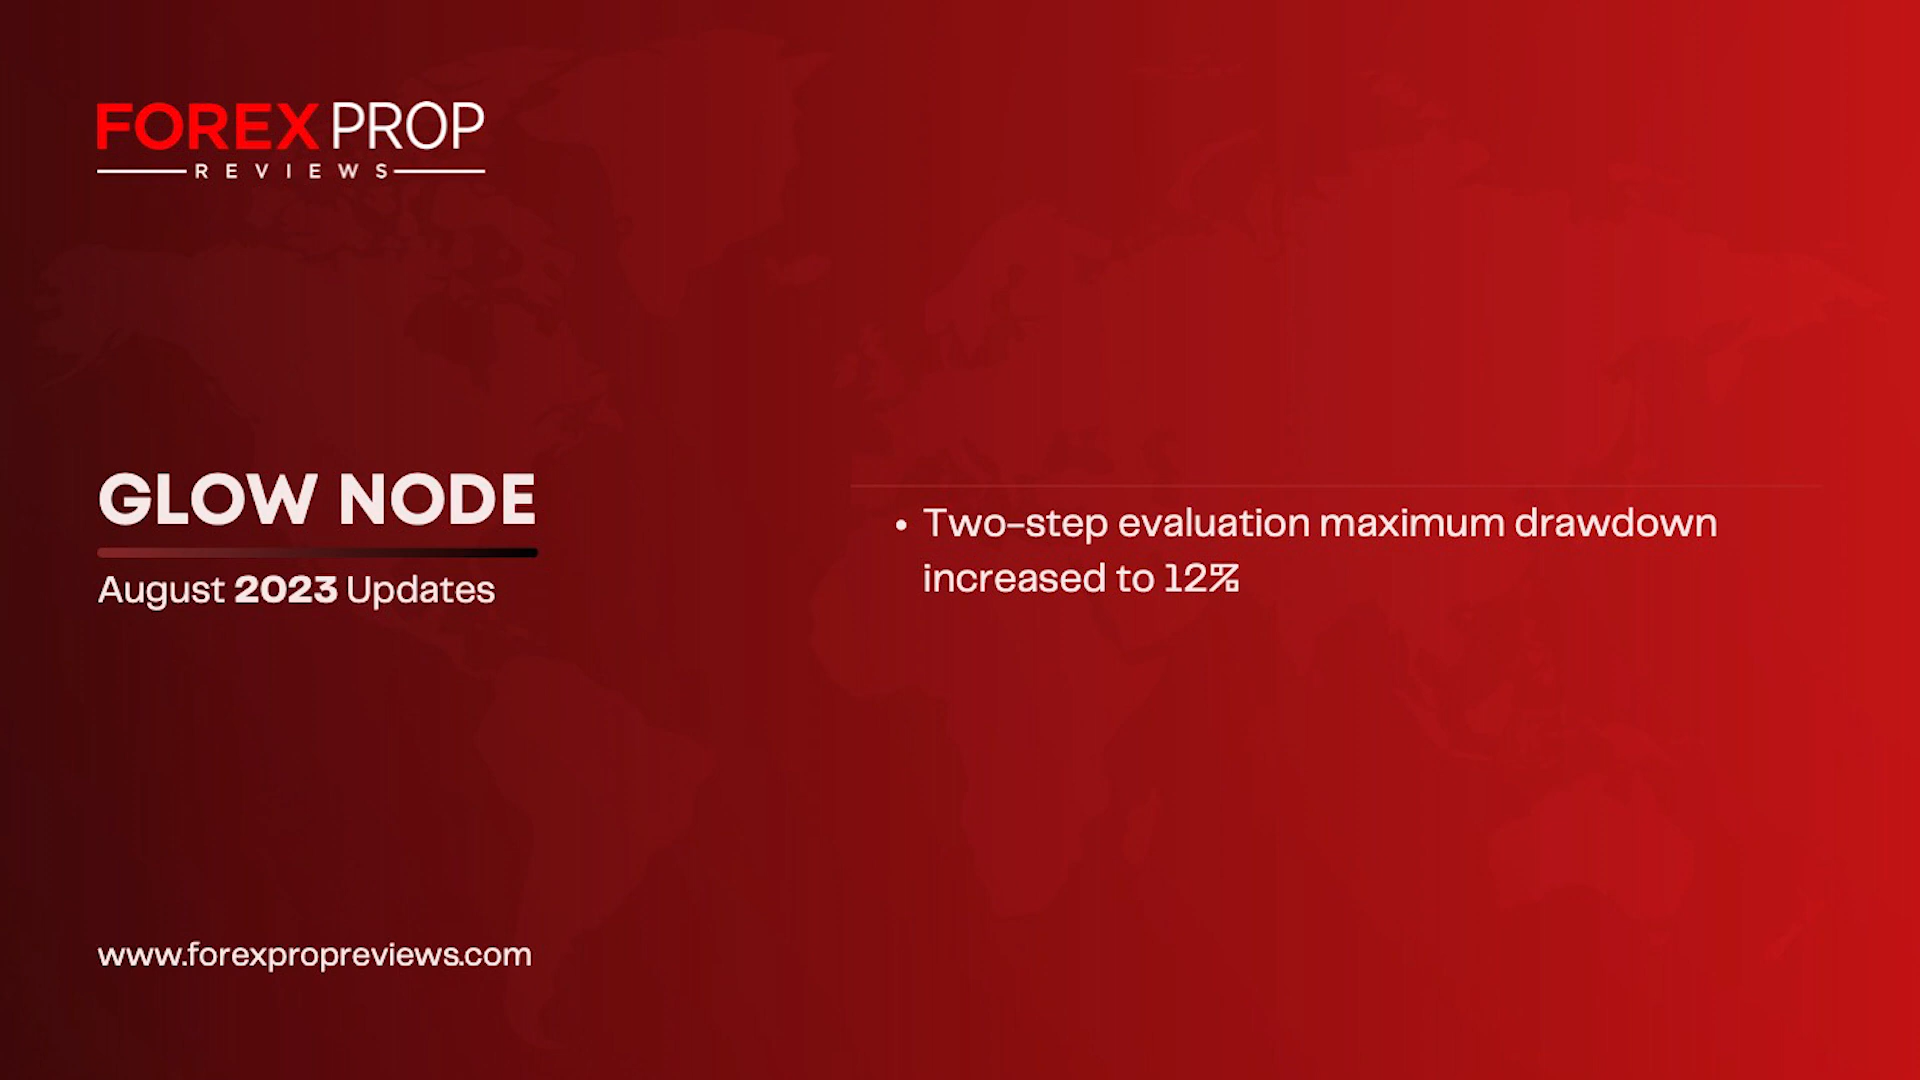 FOREX PROP
REVIEWS
GLOW NODE
August 2023 Updates
• Two-step evaluation maximum drawdown
increased to 12%
www.forexpropreviews.com